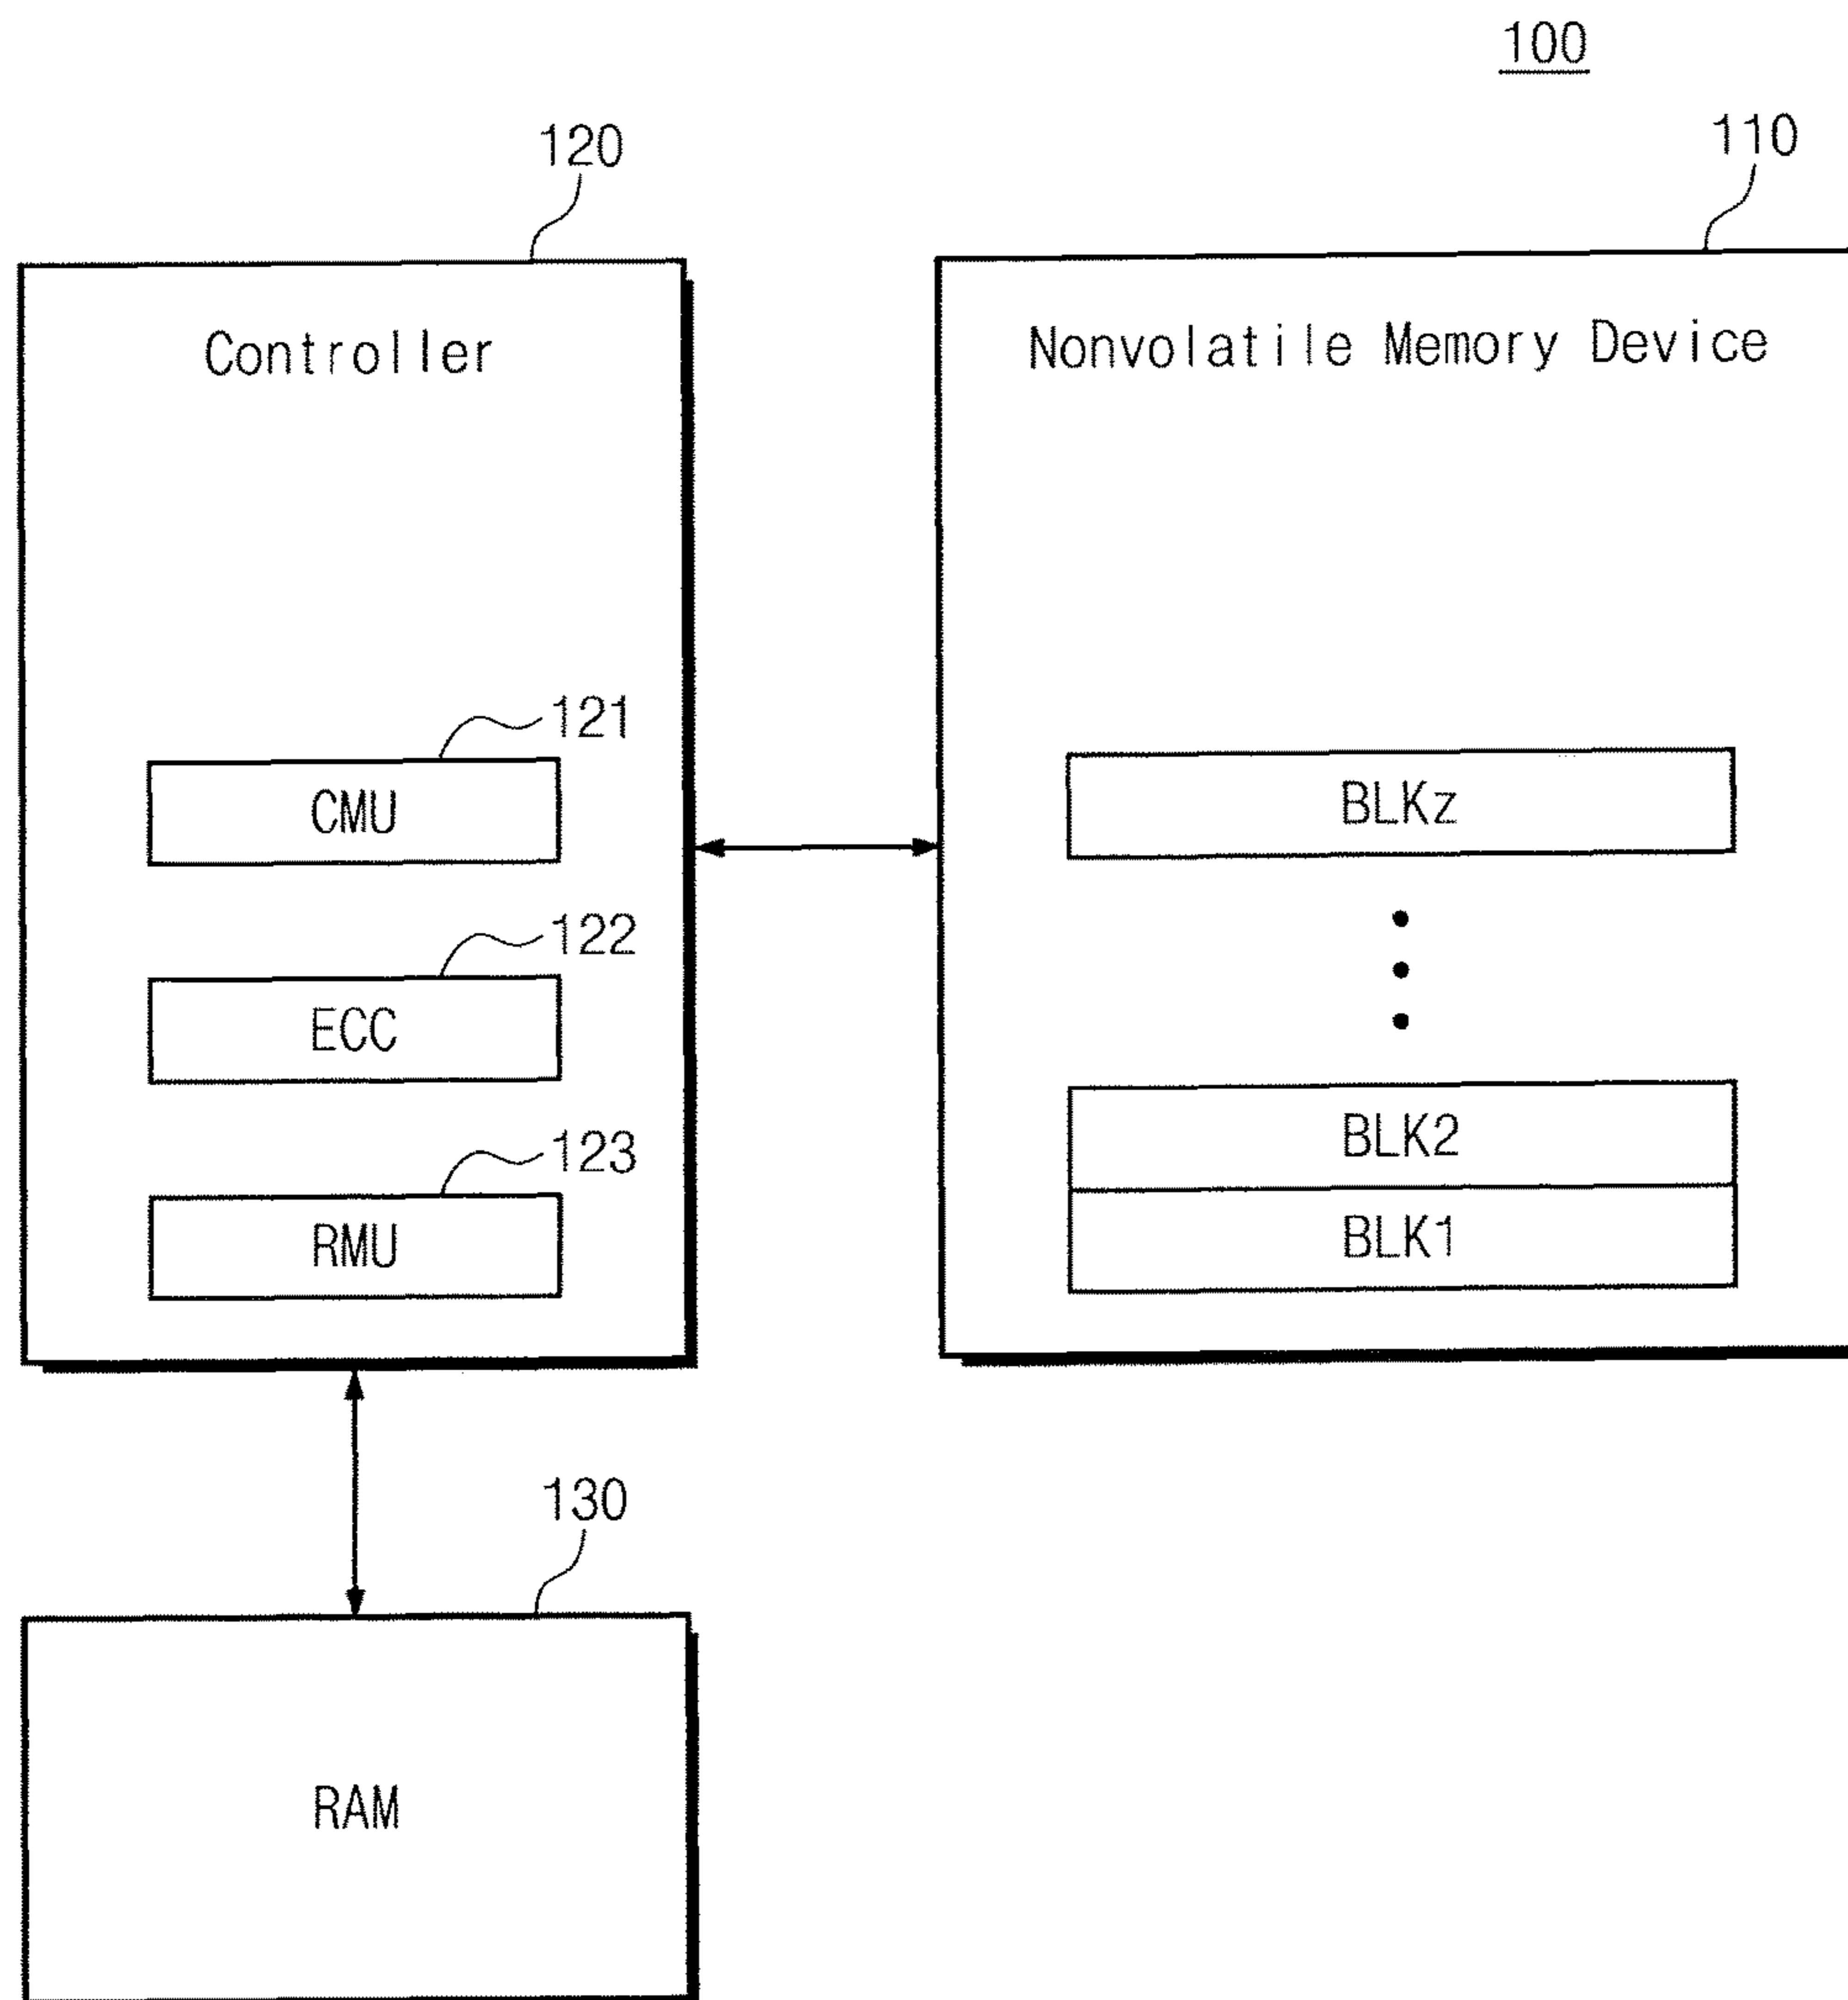 100
120
110
Controller
Nonvolatile Memory Device
121
CMU
BLKz
122
ECC
BLK2
123
RMU
BLK1
130
RAM